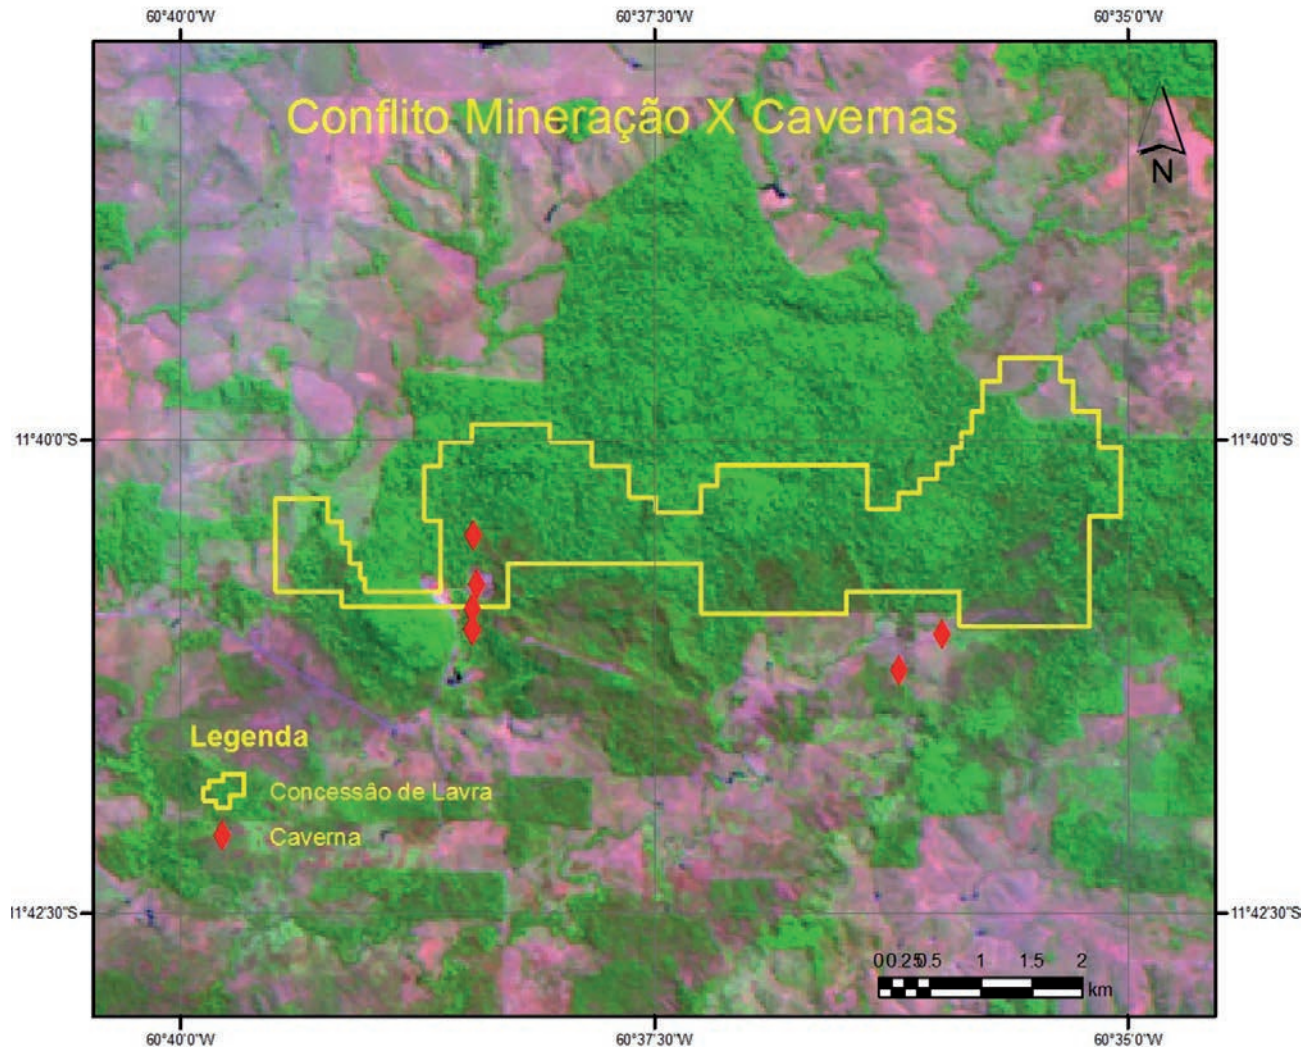 60°40'0"W 60°37'30"W 60°35'0"W
Conflito Mineração X Cavernas
N
11°40'0"S 11°40'0"S
Legenda
Concessão de Lavra
Caverna
11°42'30"S 11°42'30"S
0 0.25 0.5 1 1.5 2
km
60°40'0"W 60°37'30"W 60°35'0"W